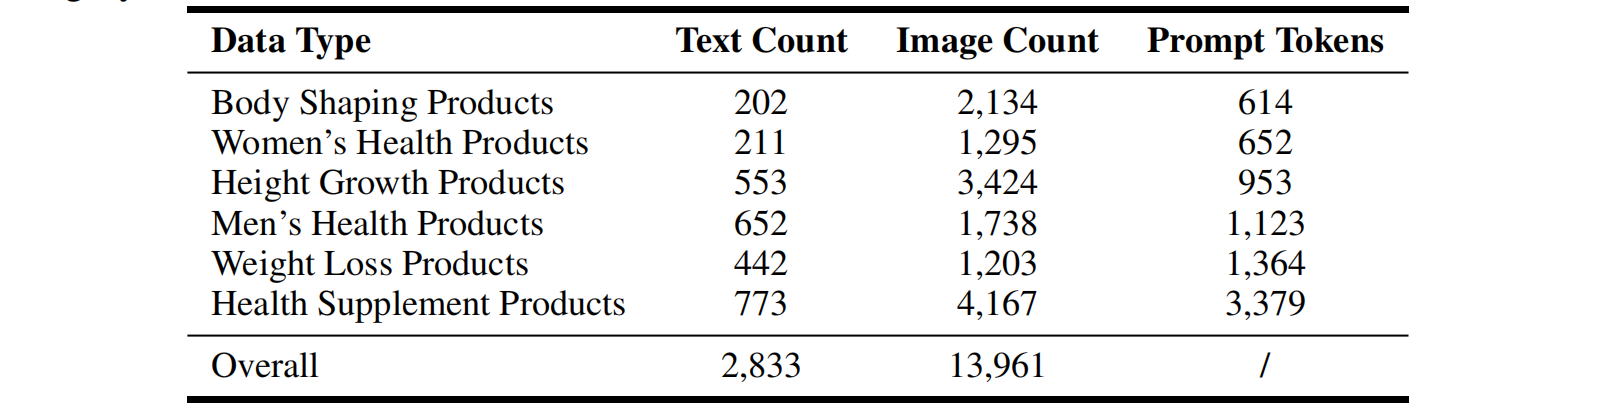 Data Type Text Count Image Count Prompt Tokens
Body Shaping Products 202 2,134 614
Women's Health Products 211 1,295 652
Height Growth Products 553 3,424 953
Men's Health Products 652 1,738 1,123
Weight Loss Products 442 1,203 1,364
Health Supplement Products 773 4,167 3,379
Overall 2,833 13,961 /